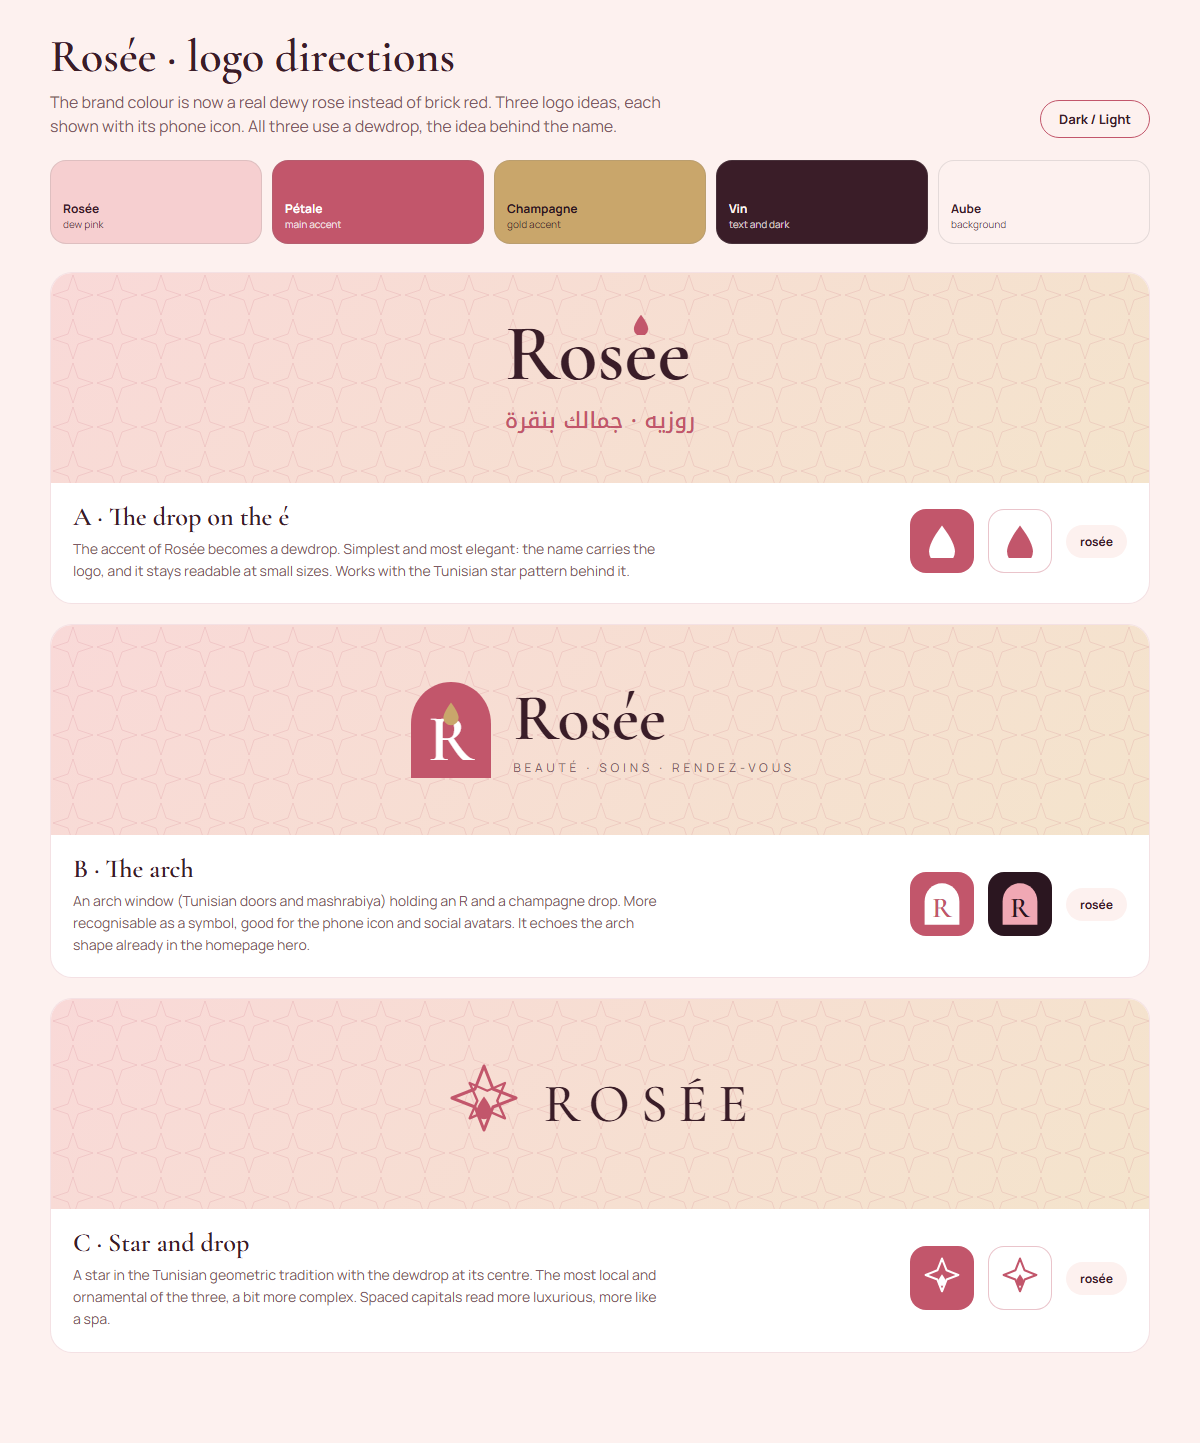 Rosée · logo directions
The brand colour is now a real dewy rose instead of brick red. Three logo ideas, each
shown with its phone icon. All three use a dewdrop, the idea behind the name.
Dark / Light
Rosée
dew pink
Pétale
main accent
Champagne
gold accent
Vin
text and dark
Aube
background
Rosee
روزيه · جمالك بنقرة
A · The drop on the é
The accent of Rosée becomes a dewdrop. Simplest and most elegant: the name carries the
logo, and it stays readable at small sizes. Works with the Tunisian star pattern behind it.
rosée
R
Rosée
BEAUTÉ · SOINS · RENDEZ-VOUS
B · The arch
An arch window (Tunisian doors and mashrabiya) holding an R and a champagne drop. More
recognisable as a symbol, good for the phone icon and social avatars. It echoes the arch
shape already in the homepage hero.
R
R
rosée
ROSÉE
C · Star and drop
A star in the Tunisian geometric tradition with the dewdrop at its centre. The most local and
ornamental of the three, a bit more complex. Spaced capitals read more luxurious, more like
a spa.
rosée